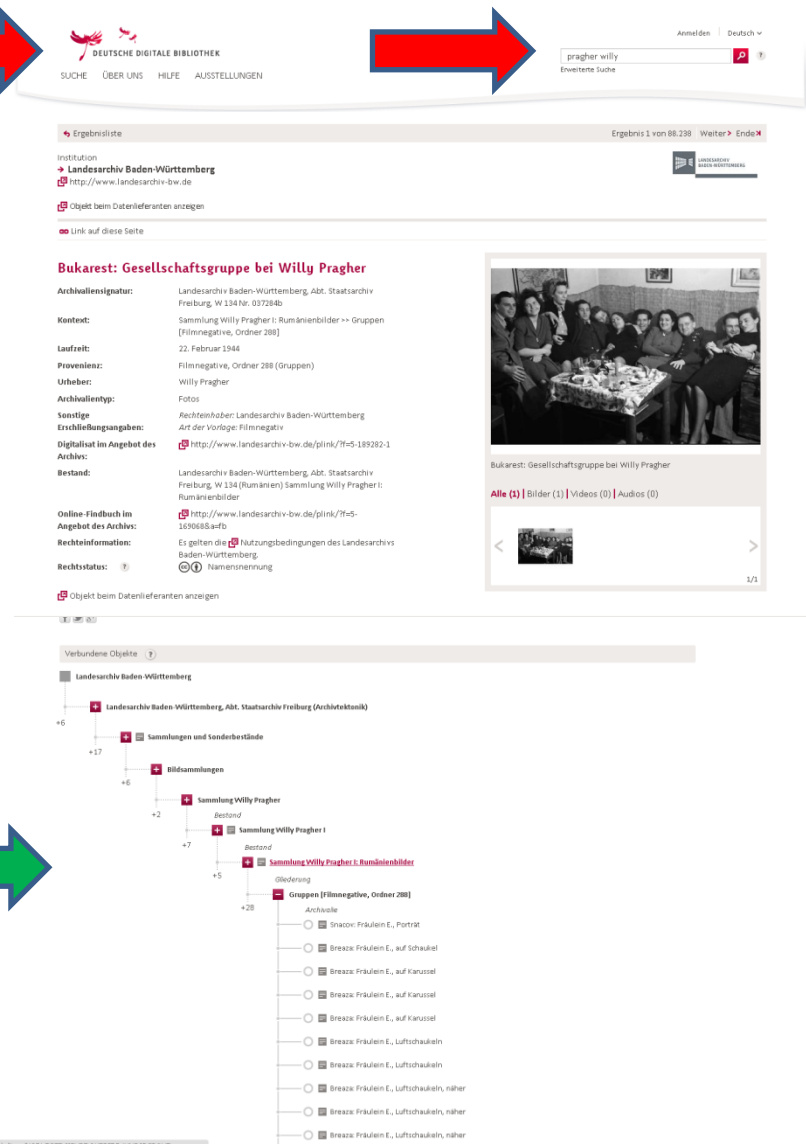 DEUTSCHE DIGITALE BIBLIOTHEK
Anmelden Deutsch
pragher willy
?
Erweiterte Suche
SUCHE ÜBER UNS HILFE AUSSTELLUNGEN
Ergebnisliste
Ergebnis 1 von 88.238 Weiter Ende
Institution
Landesarchiv Baden-Württemberg
http://www.landesarchiv-bw.de
LANDESARCHIV
BADEN-WÜRTTEMBERG
Objekt beim Datenlieferanten anzeigen
Link auf diese Seite
Bukarest: Gesellschaftsgruppe bei Willy Pragher
Archivaliensignatur: Landesarchiv Baden-Württemberg, Abt. Staatsarchiv
Freiburg, W 134 Nr. 037284b
Kontext: Sammlung Willy Pragher I: Rumänienbilder >> Gruppen
[Filmnegative, Ordner 288]
Laufzeit: 22. Februar 1944
Provenienz: Filmnegative, Ordner 288 (Gruppen)
Urheber: Willy Pragher
Archivalientyp: Fotos
Sonstige Rechteinhaber: Landesarchiv Baden-Württemberg
Erschließungsangaben: Art der Vorlage: Filmnegativ
Digitalisat im Angebot des http://www.landesarchiv-bw.de/plink/?f=5-189282-1
Archivs:
Bestand: Landesarchiv Baden-Württemberg, Abt. Staatsarchiv
Freiburg, W 134 (Rumänien) Sammlung Willy Pragher I:
Rumänienbilder
Online-Findbuch im http://www.landesarchiv-bw.de/plink/?f=5-
Angebot des Archivs: 169068&a=fb
Rechteinformation: Es gelten die Nutzungsbedingungen des Landesarchivs
Baden-Württemberg.
Rechtsstatus: ? cc Namensnennung
Objekt beim Datenlieferanten anzeigen
Bukarest: Gesellschaftsgruppe bei Willy Pragher
Alle (1) | Bilder (1) | Videos (0) | Audios (0)
< >
1/1
Verbundene Objekte ?
Landesarchiv Baden-Württemberg
Landesarchiv Baden-Württemberg, Abt. Staatsarchiv Freiburg (Archivtektonik)
+6
Sammlungen und Sonderbestände
+17
Bildsammlungen
+6
Sammlung Willy Pragher
+2
Bestand
Sammlung Willy Pragher I
+7
Bestand
Sammlung Willy Pragher I: Rumänienbilder
+5
Gliederung
Gruppen [Filmnegative, Ordner 288]
+28
Archivalie
Snacov: Fräulein E., Porträt
Breaza: Fräulein E., auf Schaukel
Breaza: Fräulein E., auf Karussel
Breaza: Fräulein E., auf Karussel
Breaza: Fräulein E., auf Karussel
Breaza: Fräulein E., Luftschaukeln
Breaza: Fräulein E., Luftschaukeln
Breaza: Fräulein E., Luftschaukeln, näher
Breaza: Fräulein E., Luftschaukeln, näher
Breaza: Fräulein E., Luftschaukeln, näher